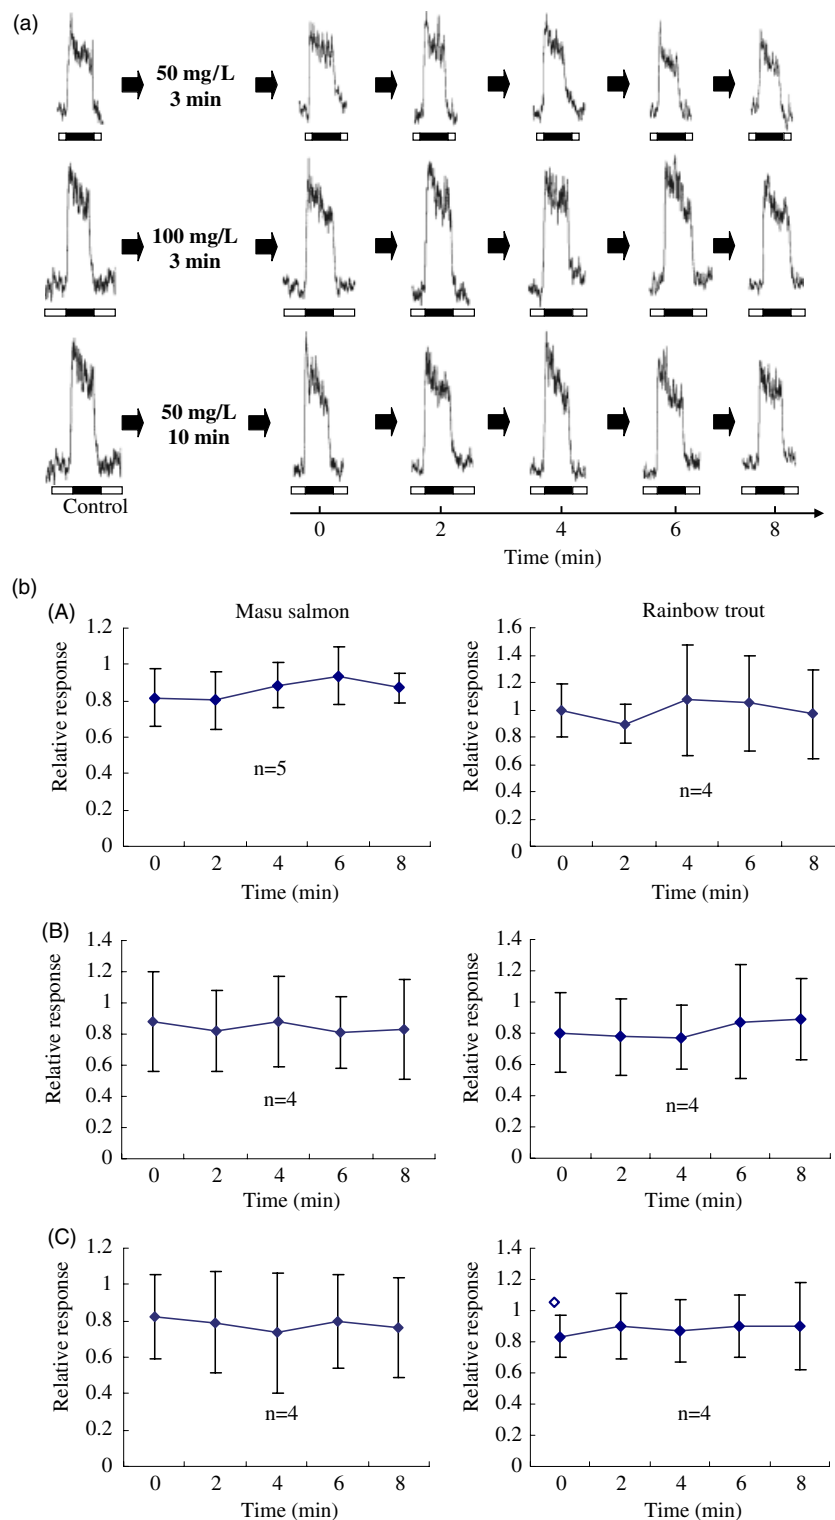 (a)
50 mg/L
3 min
100 mg/L
3 min
50 mg/L
10 min
Control
0 2 4 6 8
Time (min)
(b)
(A)
Masu salmon
Relative response
1.2
1
0.8
0.6
0.4
0.2
0
n=5
0 2 4 6 8
Time (min)
Rainbow trout
Relative response
1.6
1.4
1.2
1
0.8
0.6
0.4
0.2
0
n=4
0 2 4 6 8
Time (min)
(B)
Relative response
1.4
1.2
1
0.8
0.6
0.4
0.2
0
n=4
0 2 4 6 8
Time (min)
Relative response
1.4
1.2
1
0.8
0.6
0.4
0.2
0
n=4
0 2 4 6 8
Time (min)
(C)
Relative response
1.2
1
0.8
0.6
0.4
0.2
0
n=4
0 2 4 6 8
Time (min)
Relative response
1.4
1.2
1
0.8
0.6
0.4
0.2
0
n=4
0 2 4 6 8
Time (min)